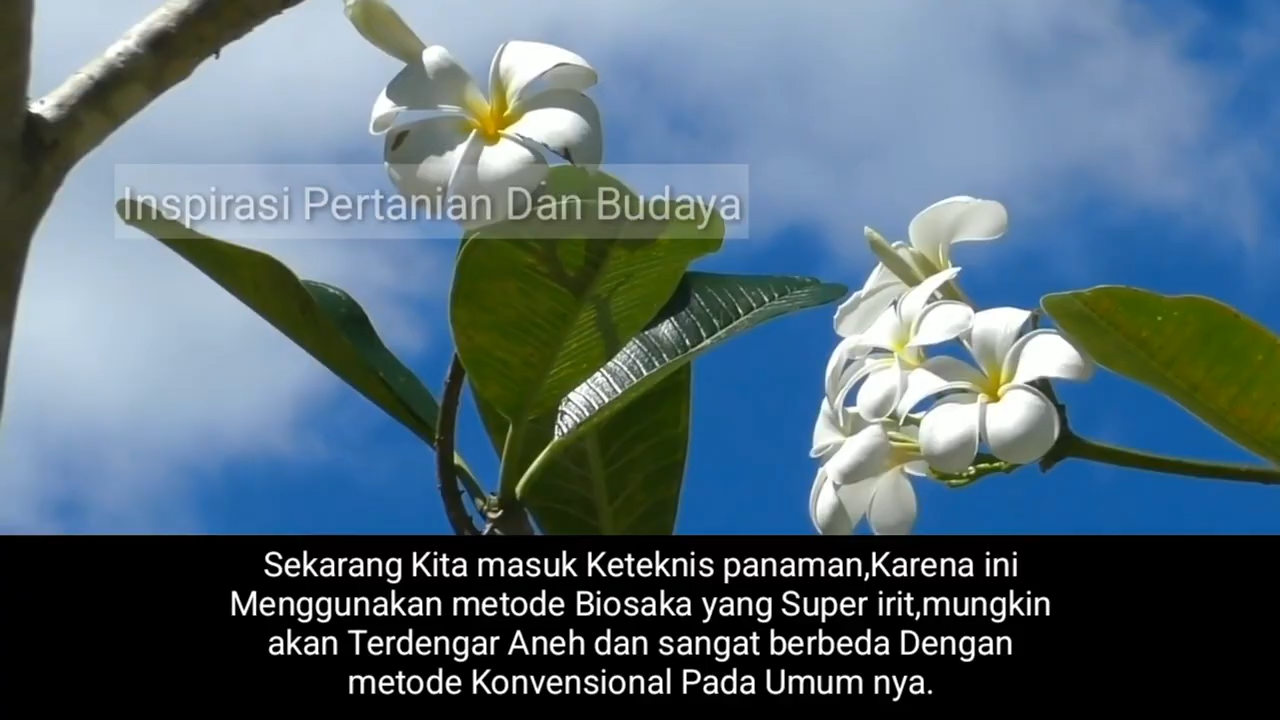 Inspirasi Pertanian Dan Budaya
Sekarang Kita masuk Keteknis panaman,Karena ini
Menggunakan metode Biosaka yang Super irit,mungkin
akan Terdengar Aneh dan sangat berbeda Dengan
metode Konvensional Pada Umum nya.